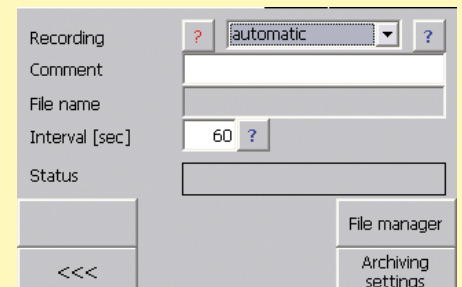 Recording ? automatic ?
Comment
File name
Interval [sec] 60 ?
Status
File manager
<<< Archiving
settings